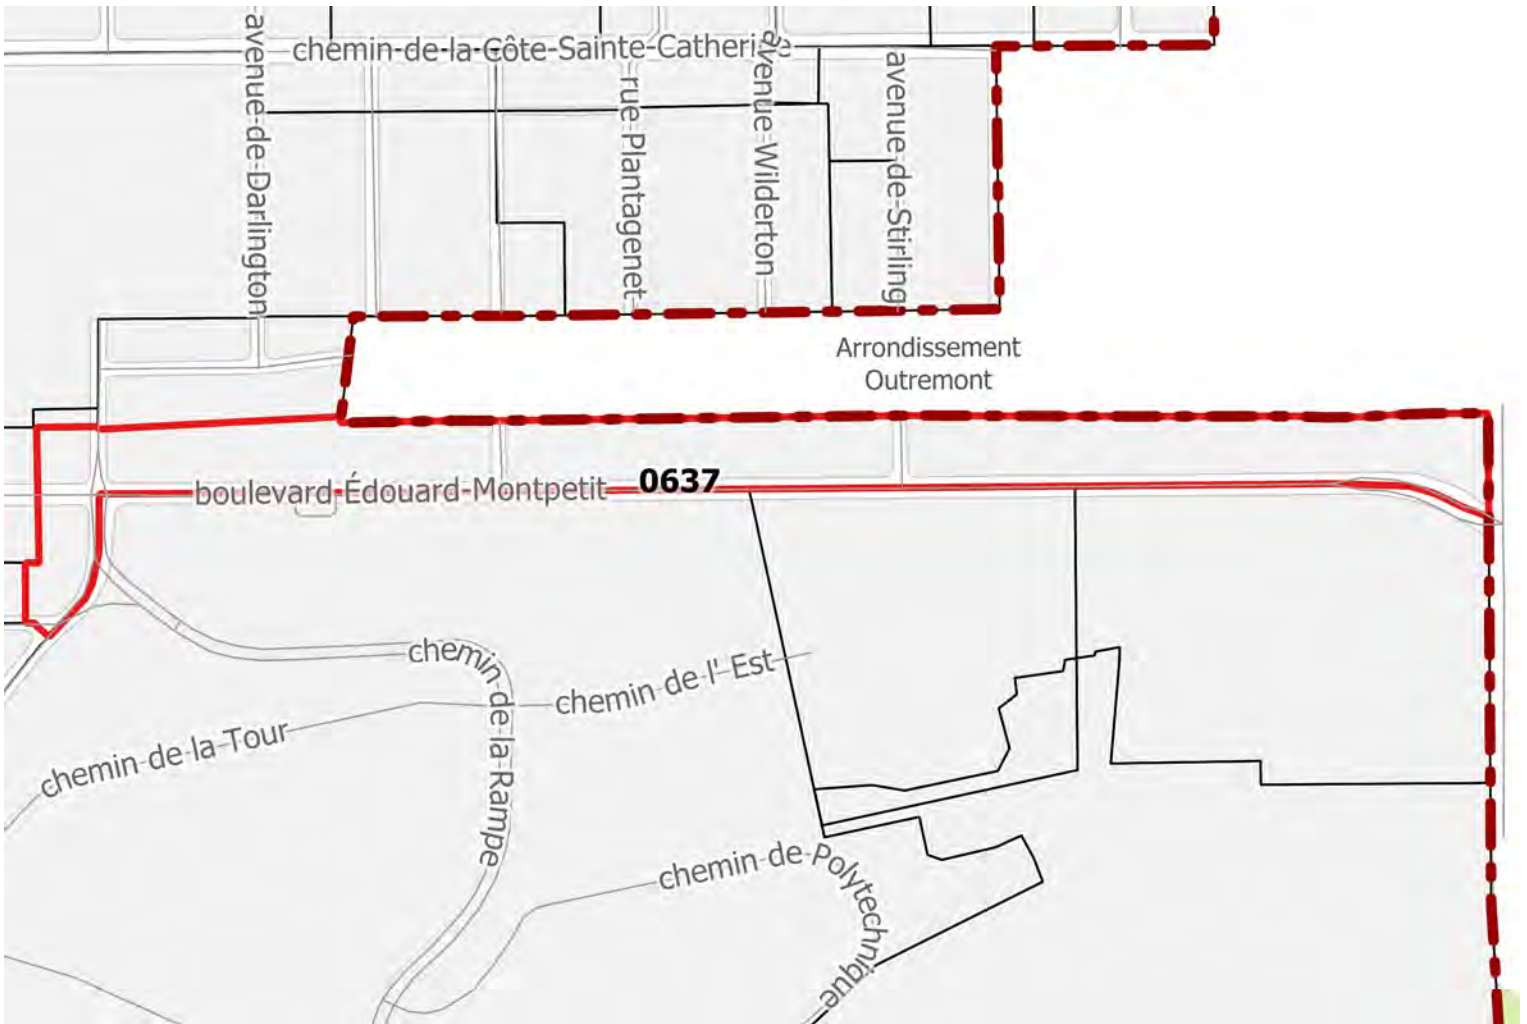 chemin-de-la-Côte-Sainte-Catherine
avenue-de-Darlington
rue-Plantagenet
avenue-Wilderton
avenue-de-Stirling
Arrondissement
Outremont
boulevard-Édouard-Montpetit
0637
chemin-de-la-Rampe
chemin-de-l'-Est
chemin-de-la-Tour
chemin-de-Polytechnique